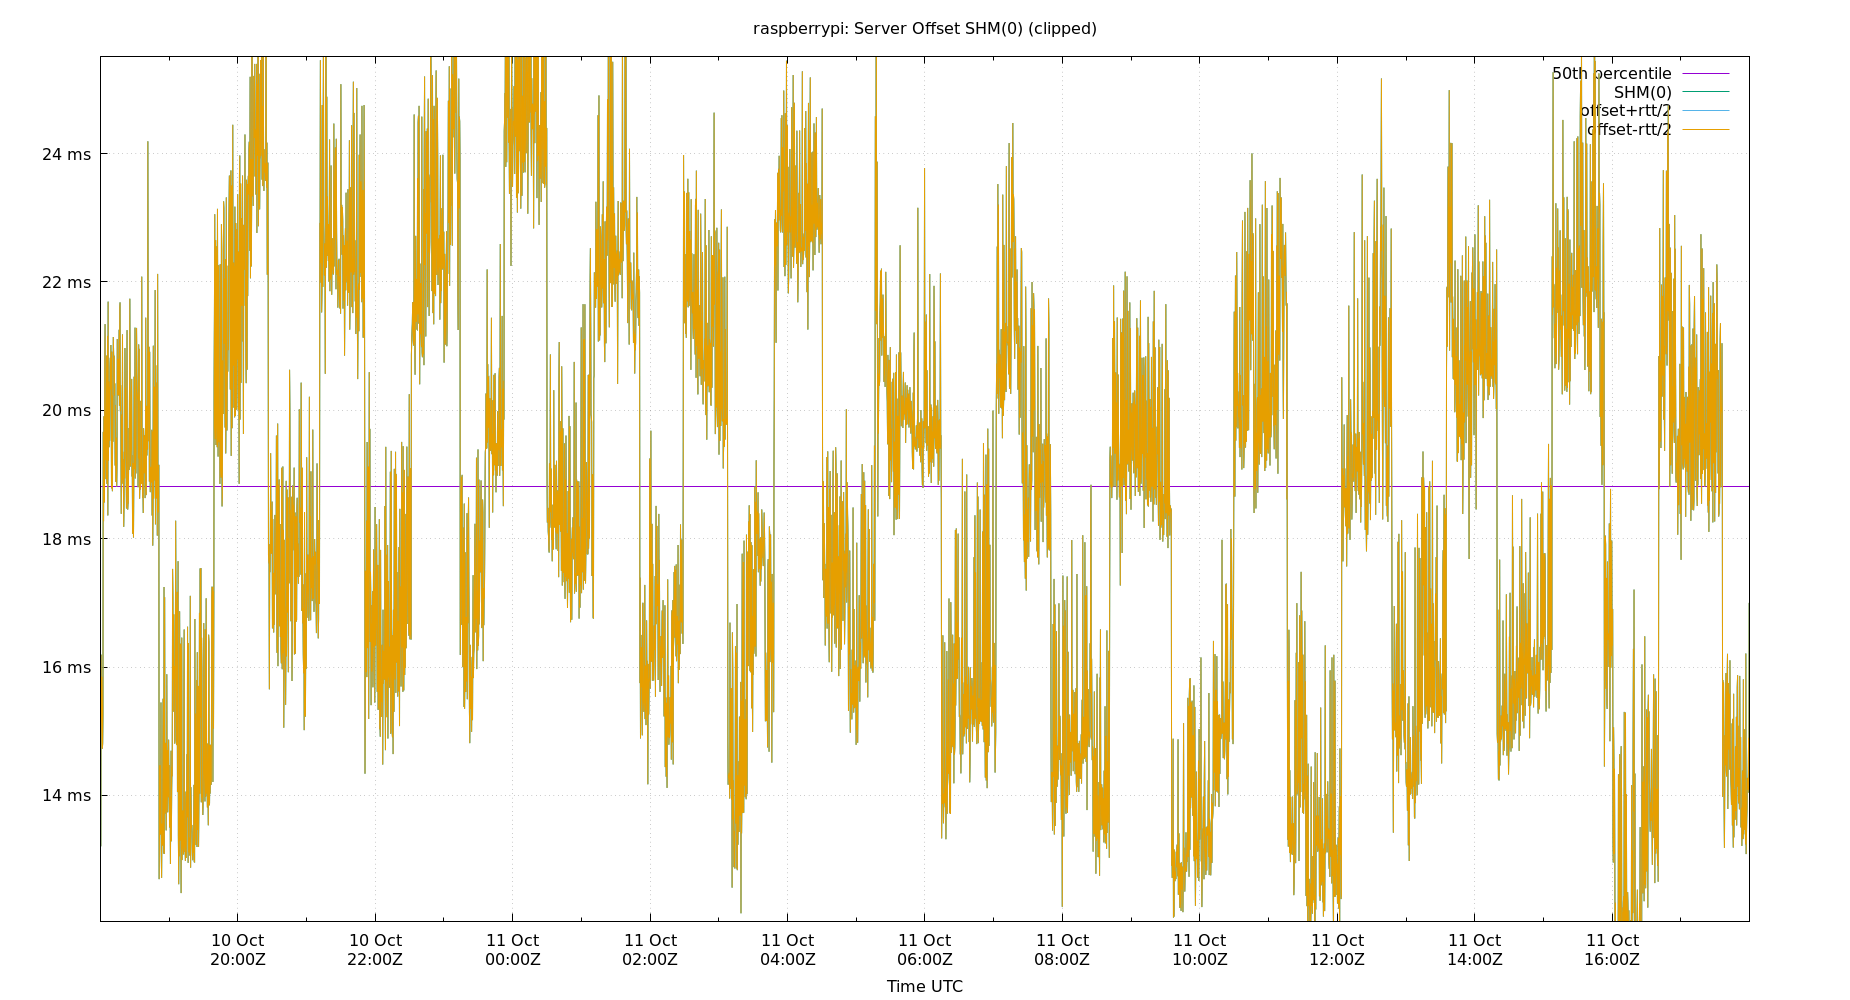 raspberrypi: Server Offset SHM(0) (clipped)
50th percentile
SHM(0)
offset+rtt/2
offset-rtt/2
24 ms
22 ms
20 ms
18 ms
16 ms
14 ms
10 Oct 10 Oct 11 Oct 11 Oct 11 Oct 11 Oct 11 Oct 11 Oct 11 Oct 11 Oct 11 Oct
20:00Z 22:00Z 00:00Z 02:00Z 04:00Z 06:00Z 08:00Z 10:00Z 12:00Z 14:00Z 16:00Z
Time UTC